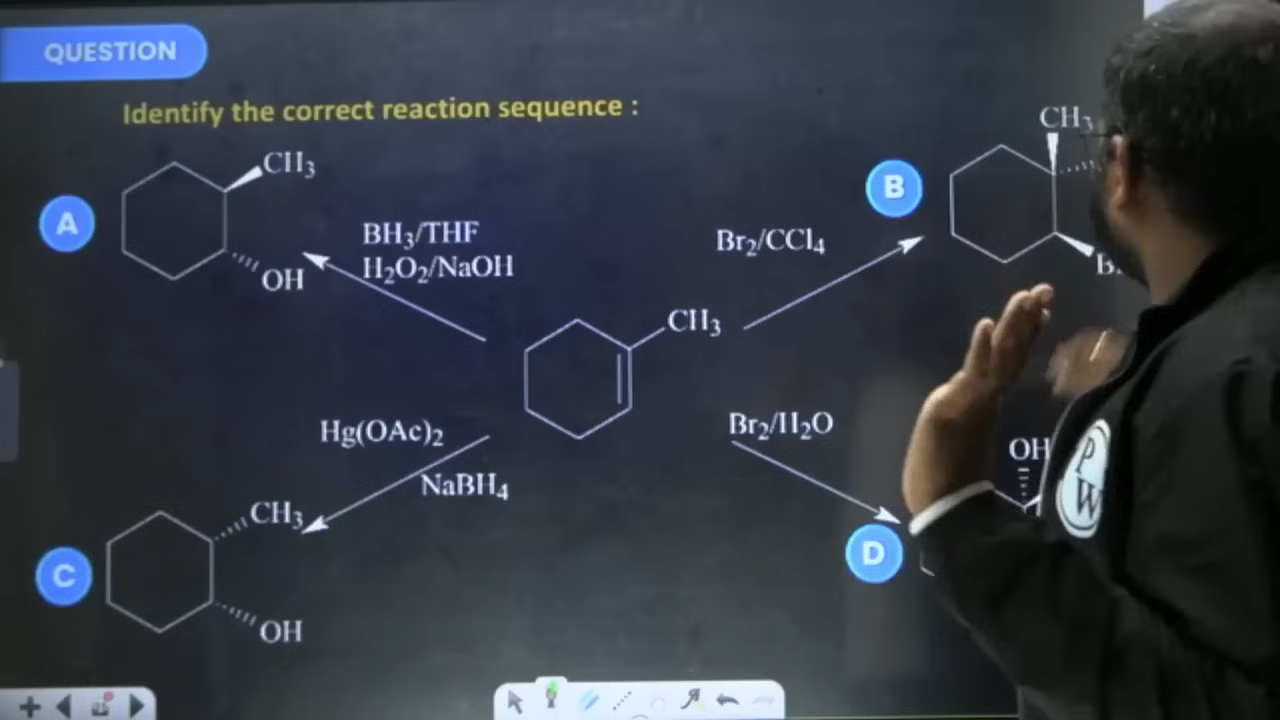 QUESTION
Identify the correct reaction sequence :
A
CH3
OH
BH3/THF
H2O2/NaOH
B
CH3
Br2/CCl4
CH3
Hg(OAc)2
NaBH4
Br2/H2O
C
CH3
OH
D
OH
P
W